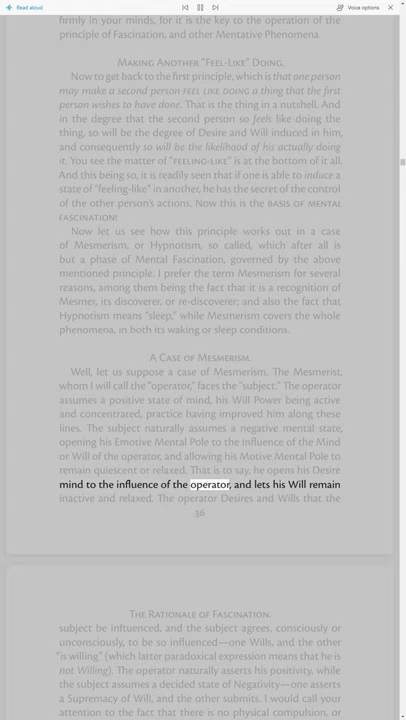 Read aloud
Voice options
firmly in your minds, for it is the key to the operation of the
principle of Fascination, and other Mentative Phenomena.
Making Another "Feel-Like" Doing.
Now to get back to the first principle, which is that one person
may make a second person FEEL LIKE DOING a thing that the first
person wishes to have done. That is the thing in a nutshell. And
in the degree that the second person so feels like doing the
thing, so will be the degree of Desire and Will induced in him,
and consequently so will be the likelihood of his actually doing
it. You see the matter of "FEELING-LIKE" is at the bottom of it all.
And this being so, it is readily seen that if one is able to induce a
state of "feeling-like" in another, he has the secret of the control
of the other person's actions. Now this is the BASIS OF MENTAL
FASCINATION!
Now let us see how this principle works out in a case
of Mesmerism, or Hypnotism, so called, which after all is
but a phase of Mental Fascination, governed by the above
mentioned principle. I prefer the term Mesmerism for several
reasons, among them being the fact that it is a recognition of
Mesmer, its discoverer, or re-discoverer; and also the fact that
Hypnotism means "sleep," while Mesmerism covers the whole
phenomena, in both its waking or sleep conditions.
A Case of Mesmerism.
Well, let us suppose a case of Mesmerism. The Mesmerist,
whom I will call the "operator," faces the "subject." The operator
assumes a positive state of mind, his Will Power being active
and concentrated, practice having improved him along these
lines. The subject naturally assumes a negative mental state,
opening his Emotive Mental Pole to the influence of the Mind
or Will of the operator, and allowing his Motive Mental Pole to
remain quiescent or relaxed. That is to say, he opens his Desire
mind to the influence of the operator, and lets his Will remain
inactive and relaxed. The operator Desires and Wills that the
36
The Rationale of Fascination.
subject be influenced, and the subject agrees, consciously or
unconsciously, to be so influenced—one Wills, and the other
"is willing" (which latter paradoxical expression means that he is
not Willing). The operator naturally asserts his positivity, while
the subject assumes a decided state of Negativity—one asserts
a Supremacy of Will, and the other submits. I would call your
attention to the fact that there is no physical compulsion, or